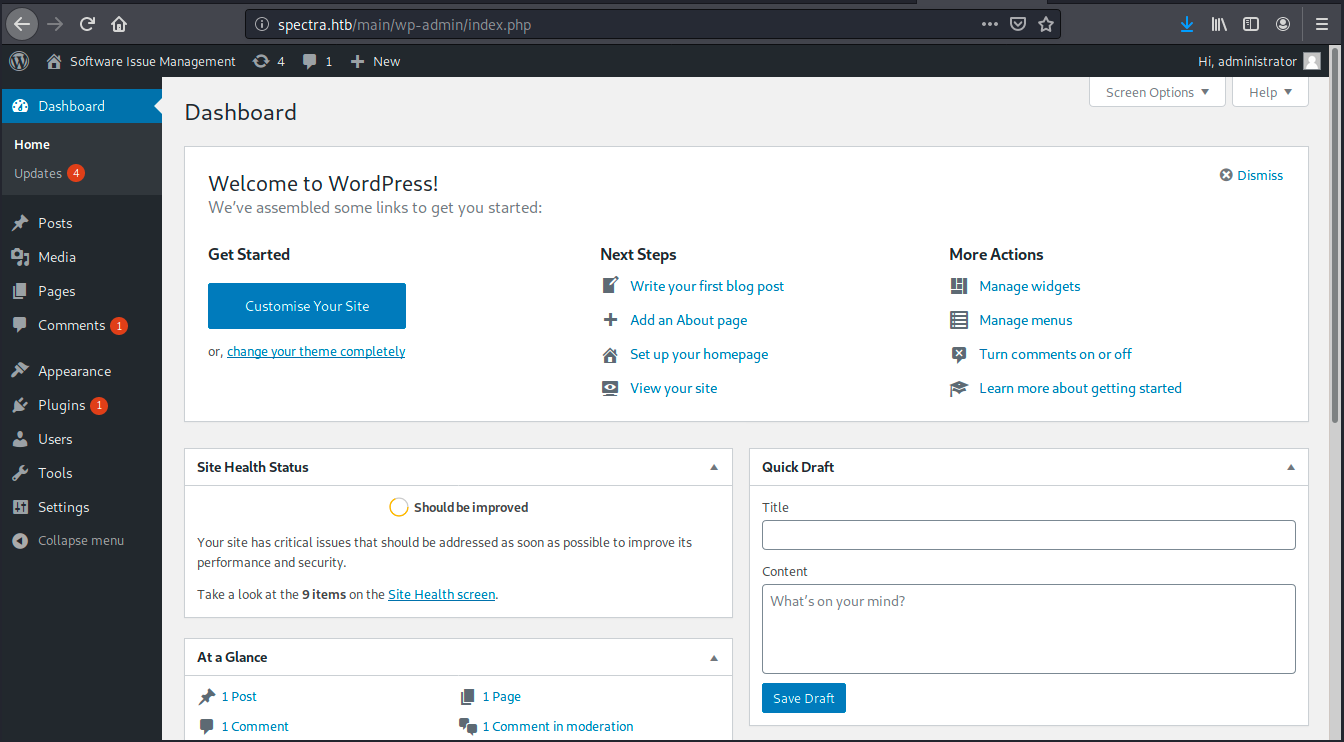 spectra.htb/main/wp-admin/index.php
Software Issue Management 4 1 New Hi, administrator
Dashboard
Home
Updates 4
Posts
Media
Pages
Comments 1
Appearance
Plugins 1
Users
Tools
Settings
Collapse menu
Screen Options Help
Dashboard
Welcome to WordPress!
Dismiss
We've assembled some links to get you started:
Get Started
Customise Your Site
or, change your theme completely
Next Steps
Write your first blog post
Add an About page
Set up your homepage
View your site
More Actions
Manage widgets
Manage menus
Turn comments on or off
Learn more about getting started
Site Health Status
Should be improved
Your site has critical issues that should be addressed as soon as possible to improve its
performance and security.
Take a look at the 9 items on the Site Health screen.
At a Glance
1 Post 1 Page
1 Comment 1 Comment in moderation
Quick Draft
Title
Content
What's on your mind?
Save Draft